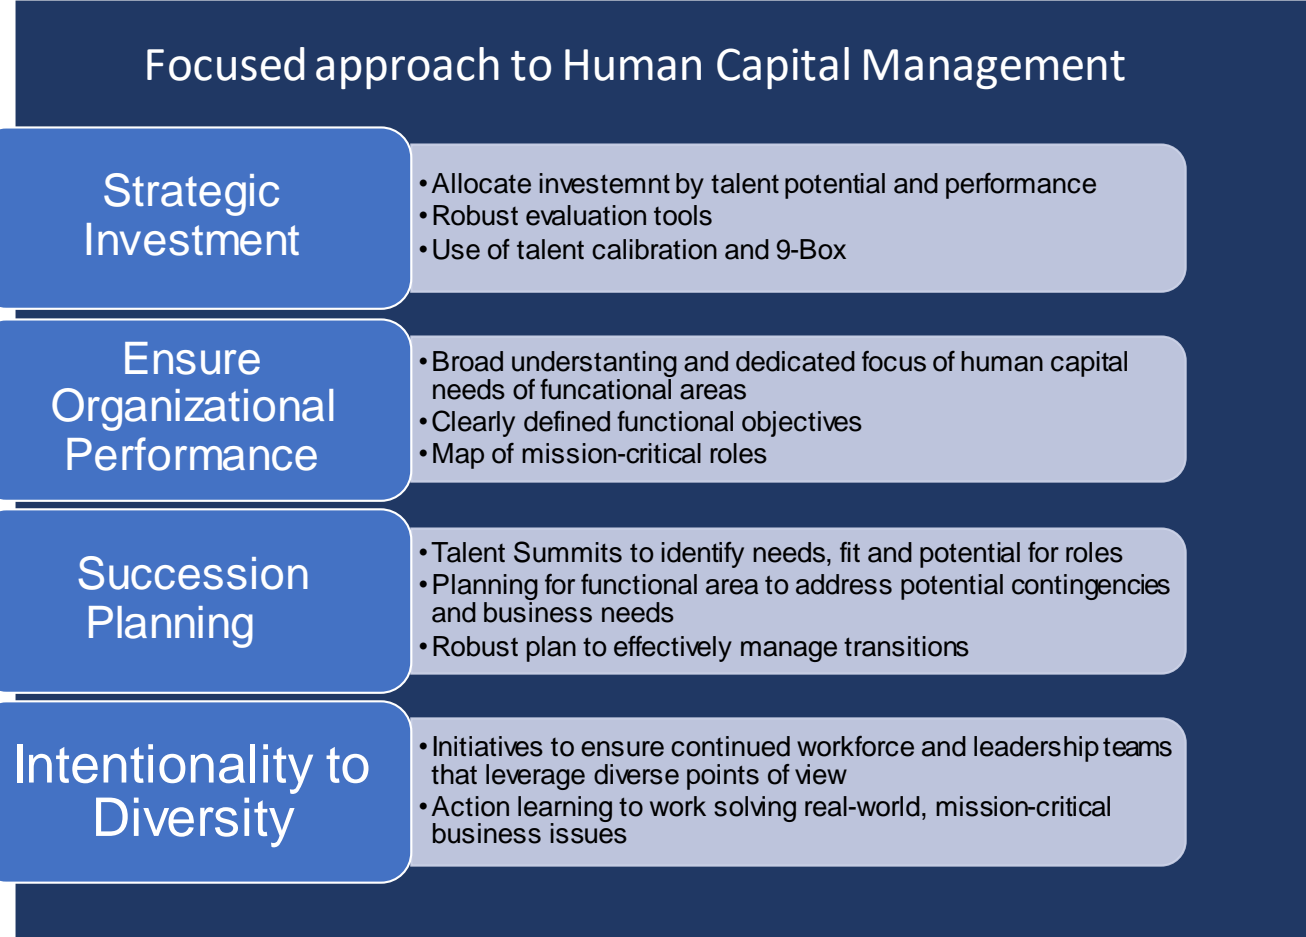 Focused approach to Human Capital Management
Strategic
Investment
•Allocate investemnt by talent potential and performance
•Robust evaluation tools
•Use of talent calibration and 9-Box
Ensure
Organizational
Performance
•Broad understanting and dedicated focus of human capital
needs of funcational areas
•Clearly defined functional objectives
•Map of mission-critical roles
Succession
Planning
•Talent Summits to identify needs, fit and potential for roles
•Planning for functional area to address potential contingencies
and business needs
•Robust plan to effectively manage transitions
Intentionality to
Diversity
•Initiatives to ensure continued workforce and leadership teams
that leverage diverse points of view
•Action learning to work solving real-world, mission-critical
business issues